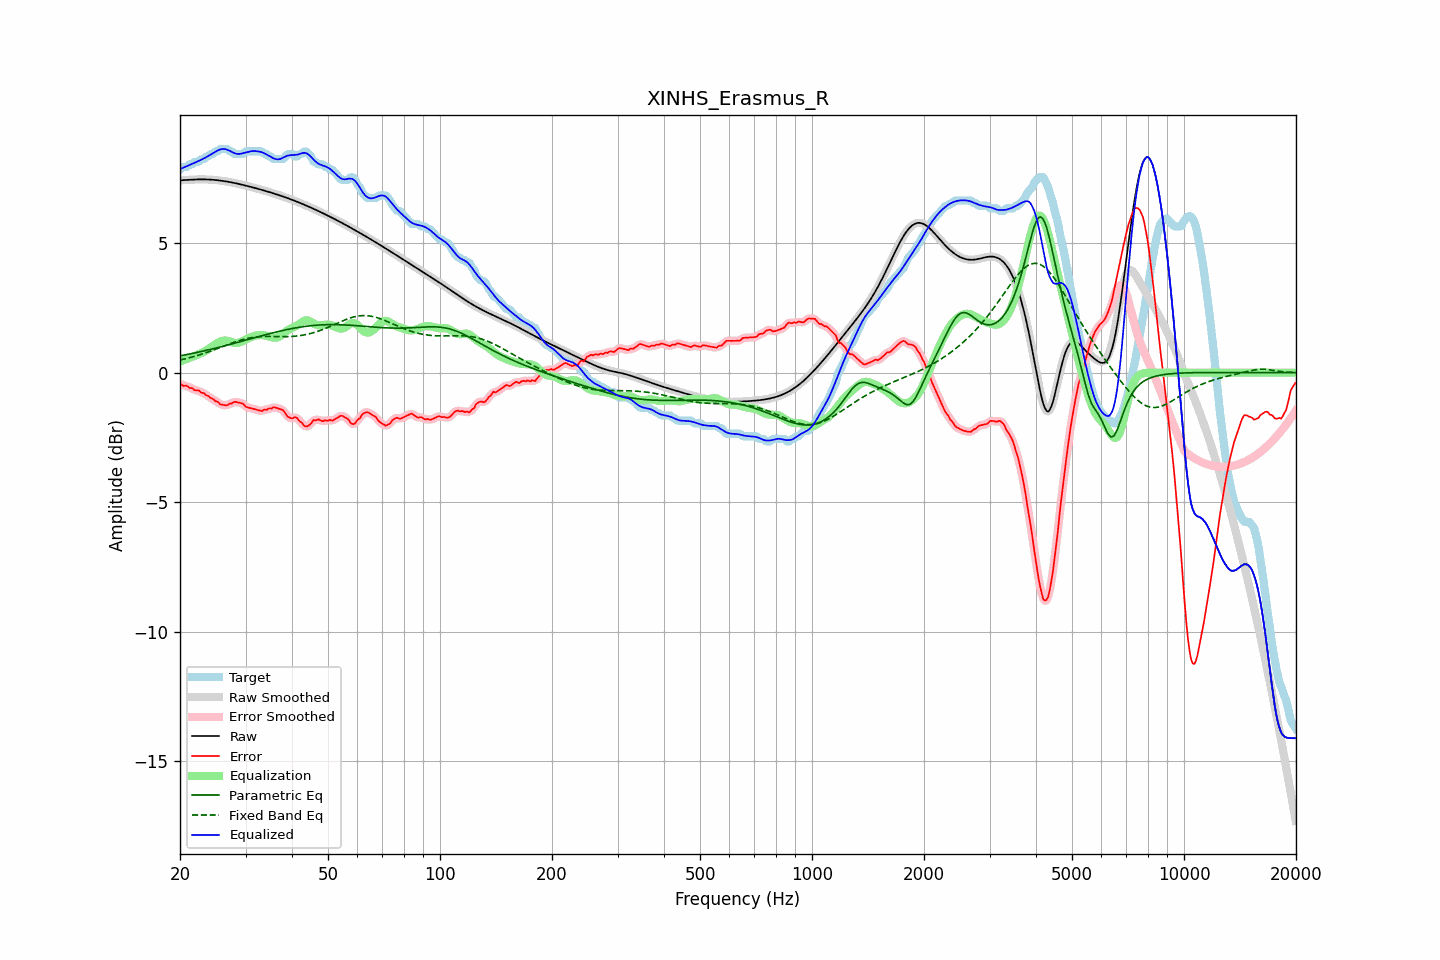 XINHS_Erasmus_R
Amplitude (dBr)
5
0
−5
−10
−15
Target
Raw Smoothed
Error Smoothed
Raw
Error
Equalization
Parametric Eq
Fixed Band Eq
Equalized
20 50 100 200 500 1000 2000 5000 10000 20000
Frequency (Hz)